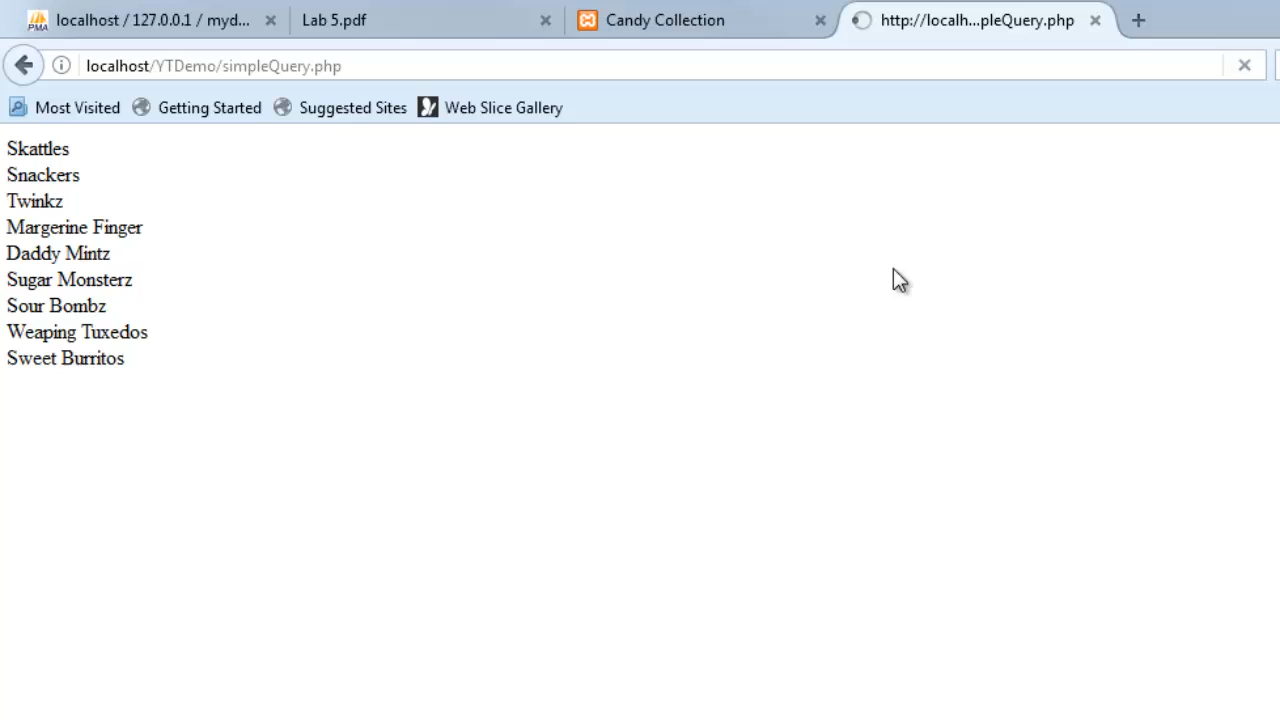 localhost / 127.0.0.1 / myd...
Lab 5.pdf
Candy Collection
http://localh...pleQuery.php
localhost/YTDemo/simpleQuery.php
Most Visited
Getting Started
Suggested Sites
Web Slice Gallery
Skattles
Snackers
Twinkz
Margerine Finger
Daddy Mintz
Sugar Monsterz
Sour Bombz
Weaping Tuxedos
Sweet Burritos